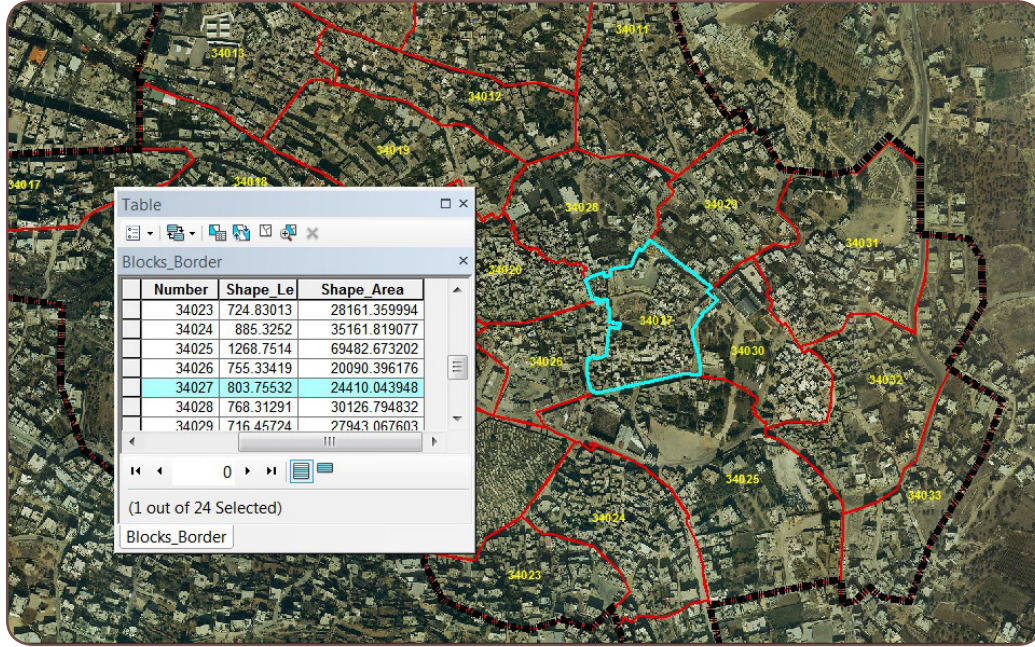 34011
34013
34012
34019
34017
34018
34028
34029
34031
34020
34027
34026
34030
34032
34025
34033
34024
34023
Table
Blocks_Border
Number Shape_Le Shape_Area
34023 724.83013 28161.359994
34024 885.3252 35161.819077
34025 1268.7514 69482.673202
34026 755.33419 20090.396176
34027 803.75532 24410.043948
34028 768.31291 30126.794832
34029 716.45724 27943.067603
0
(1 out of 24 Selected)
Blocks_Border